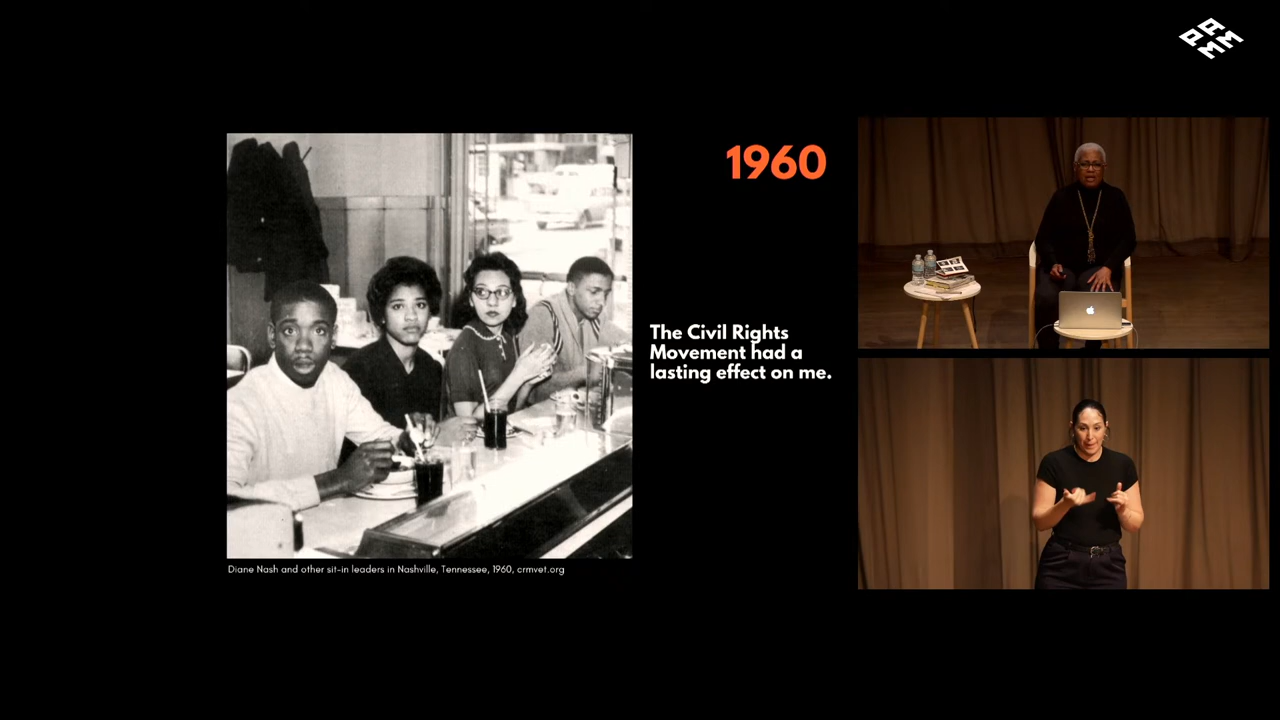 PAMM
1960
The Civil Rights
Movement had a
lasting effect on me.
Diane Nash and other sit-in leaders in Nashville, Tennessee, 1960, crmvet.org